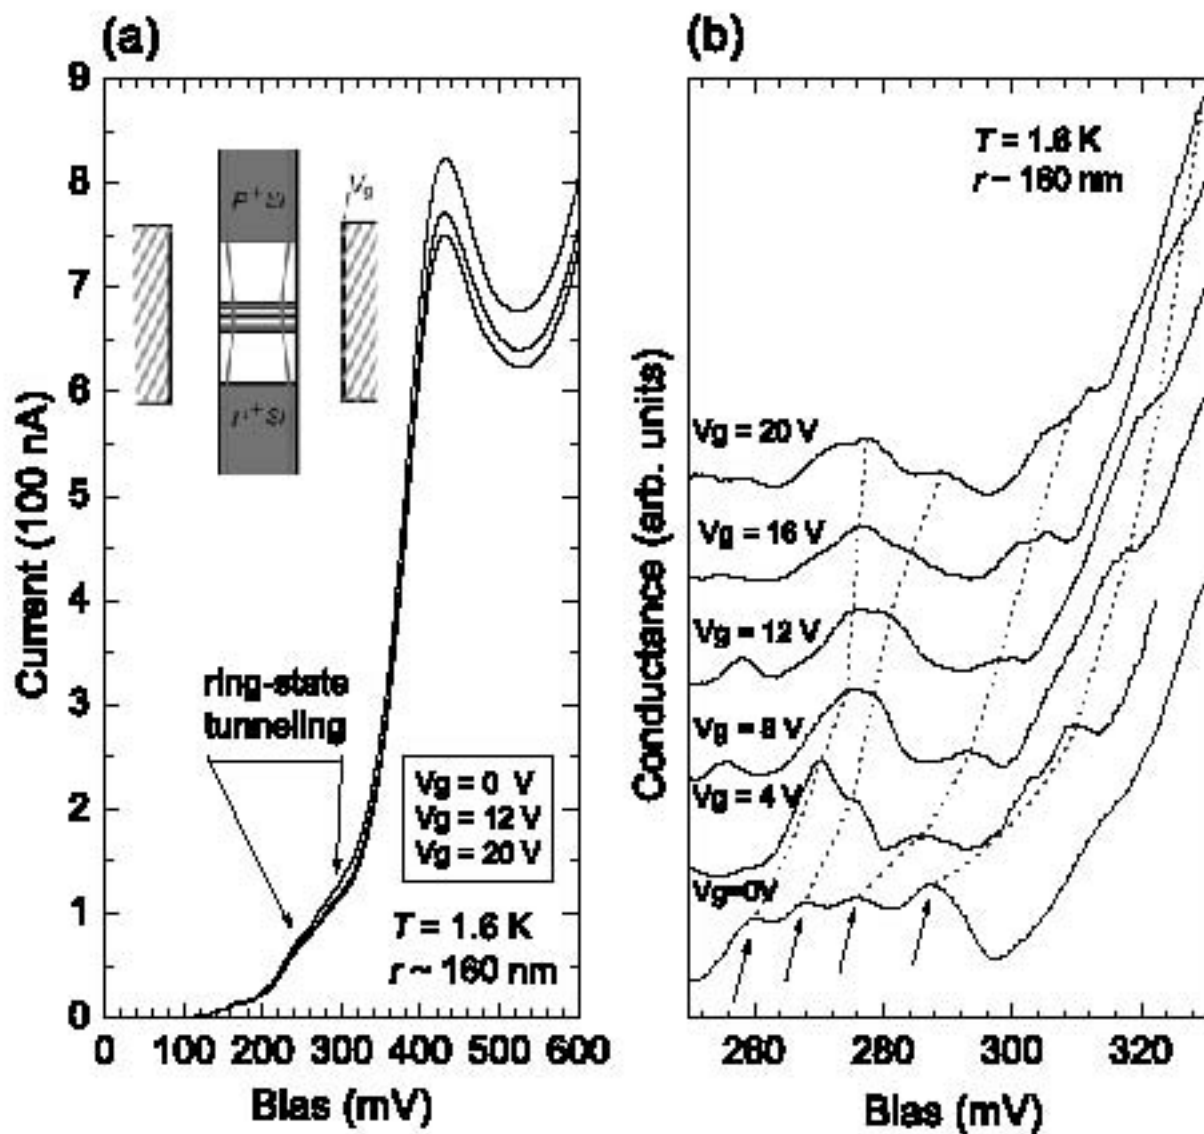 (a)
9
8
7
6
5
4
3
2
1
0
Current (100 nA)
Vg
ring-state
tunneling
Vg = 0 V
Vg = 12 V
Vg = 20 V
T = 1.6 K
r ~ 160 nm
0 100 200 300 400 500 600
Bias (mV)
(b)
T = 1.6 K
r ~ 160 nm
Conductance (arb. units)
Vg = 20 V
Vg = 16 V
Vg = 12 V
Vg = 8 V
Vg = 4 V
Vg=0V
260 280 300 320
Bias (mV)